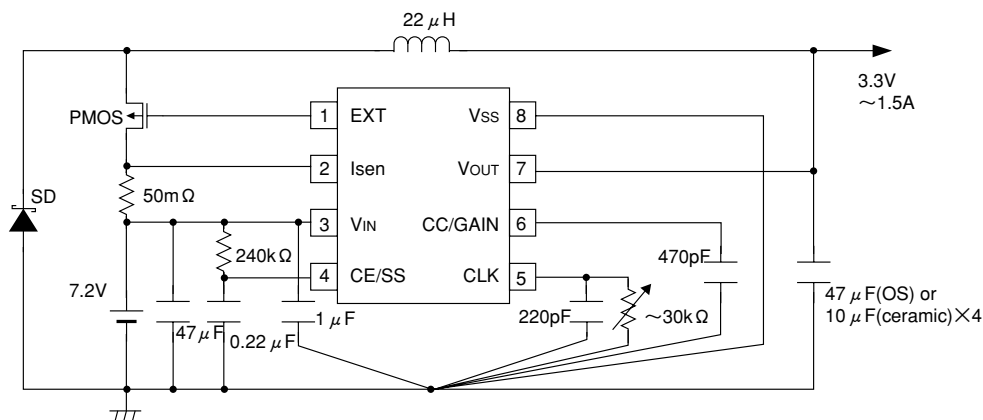 22 μH
3.3V
～1.5A
PMOS
1 EXT
Vss 8
2 Isen
VOUT 7
50mΩ
SD
3 VIN
CC/GAIN 6
240kΩ
470pF
4 CE/SS
CLK 5
7.2V
47μF
0.22 μF
1 μF
220pF
～30kΩ
47 μF(OS) or
10 μF(ceramic)×4